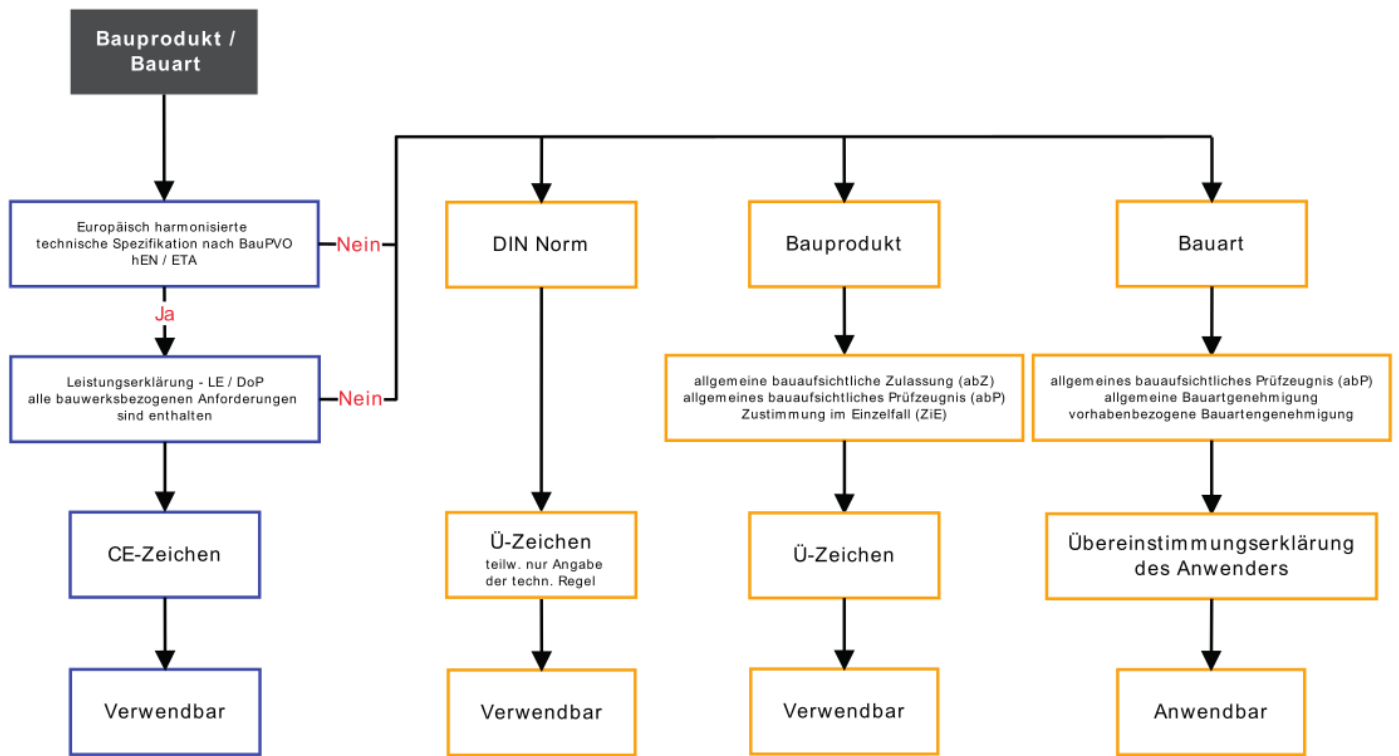 Bauprodukt /
Bauart
Europäisch harmonisierte
technische Spezifikation nach BauPVO
hEN / ETA
Nein
DIN Norm
Bauprodukt
Bauart
Ja
Leistungserklärung - LE / DoP
alle bauwerksbezogenen Anforderungen
sind enthalten
Nein
allgemeine bauaufsichtliche Zulassung (abZ)
allgemeines bauaufsichtliches Prüfzeugnis (abP)
Zustimmung im Einzelfall (ZiE)
allgemeines bauaufsichtliches Prüfzeugnis (abP)
allgemeine Bauartgenehmigung
vorhabenbezogene Bauartengenehmigung
CE-Zeichen
Ü-Zeichen
teilw. nur Angabe
der techn. Regel
Ü-Zeichen
Übereinstimmungserklärung
des Anwenders
Verwendbar
Verwendbar
Verwendbar
Anwendbar